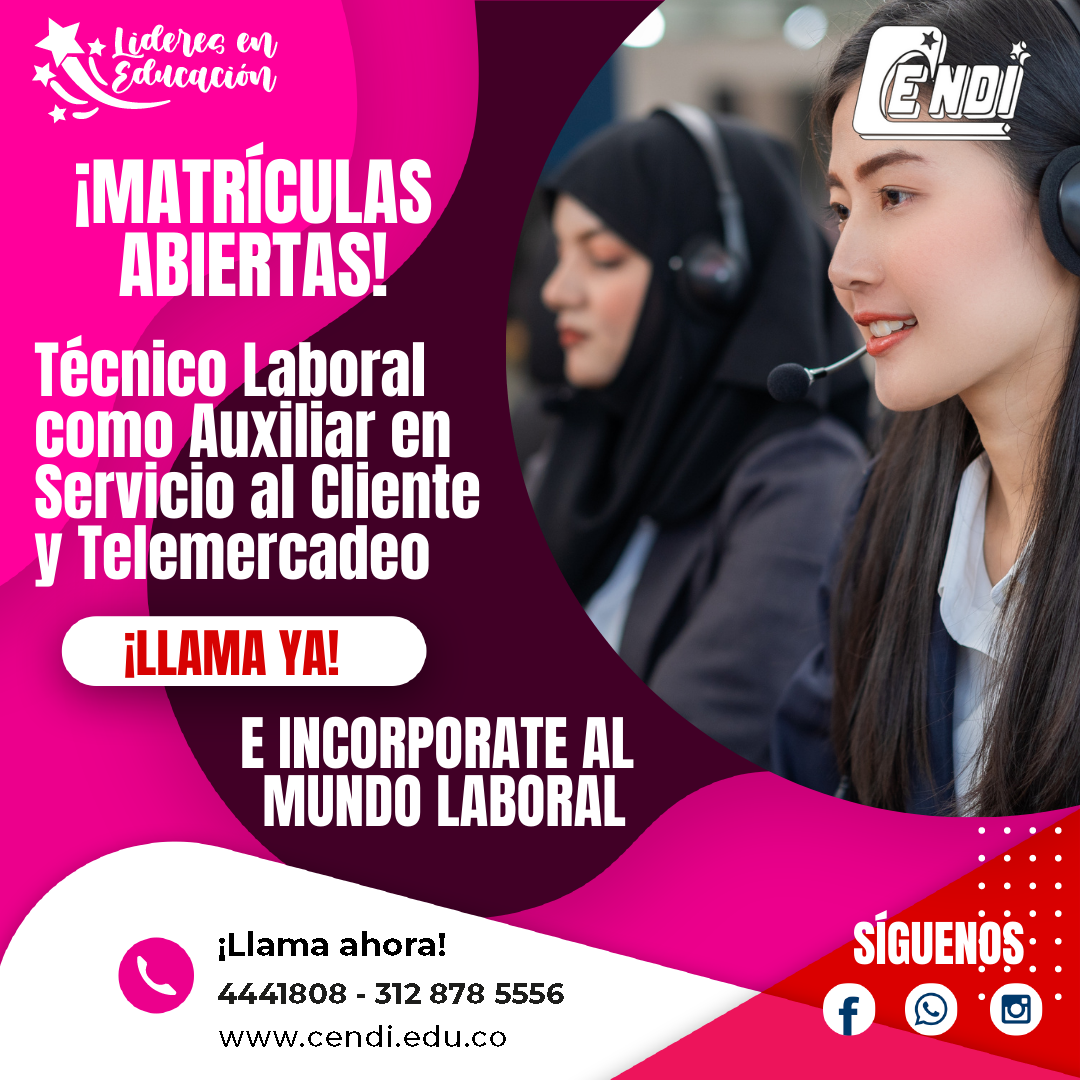 Lideres en
Educación
CENDI
¡MATRÍCULAS
ABIERTAS!
Técnico Laboral
como Auxiliar en
Servicio al Cliente
y Telemercadeo
¡LLAMA YA!
E INCORPORATE AL
MUNDO LABORAL
¡Llama ahora!
4441808 - 312 878 5556
www.cendi.edu.co
SÍGUENOS